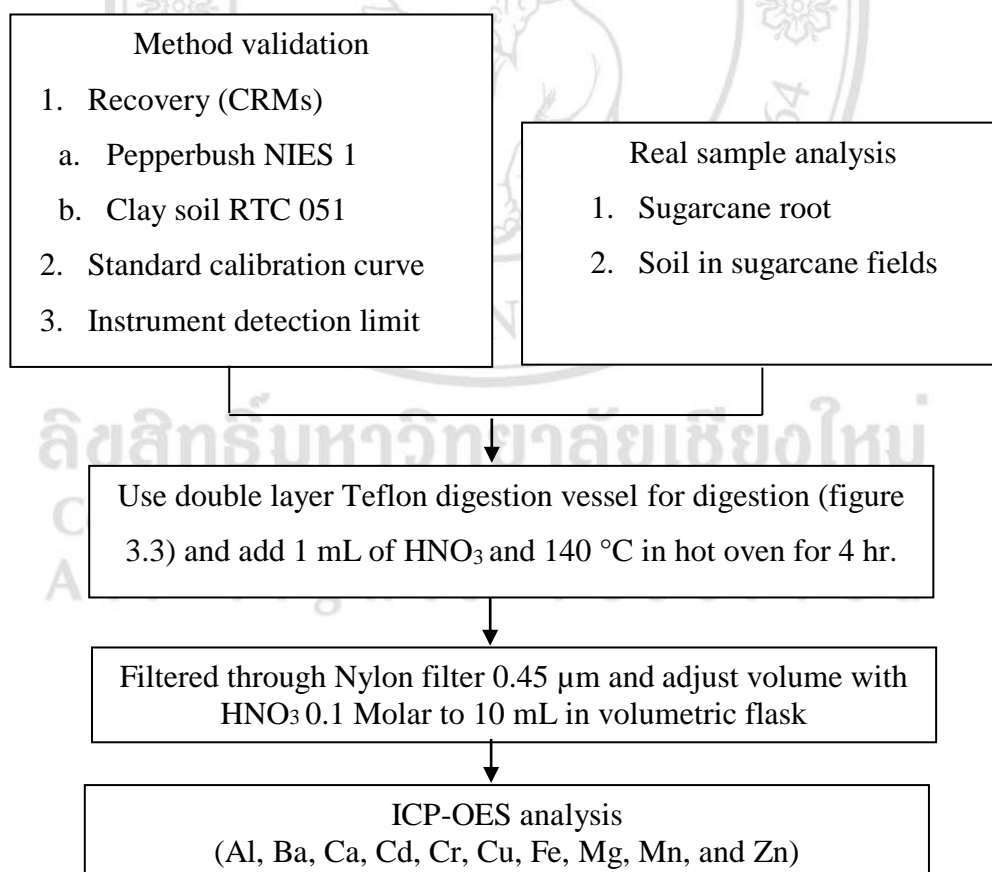 Method validation
1. Recovery (CRMs)
a. Pepperbush NIES 1
b. Clay soil RTC 051
2. Standard calibration curve
3. Instrument detection limit
Real sample analysis
1. Sugarcane root
2. Soil in sugarcane fields
ลิขสิทธิ์มหาวิทยาลัยเชียงใหม่
Use double layer Teflon digestion vessel for digestion (figure
3.3) and add 1 mL of HNO₃ and 140 °C in hot oven for 4 hr.
Filtered through Nylon filter 0.45 µm and adjust volume with
HNO₃ 0.1 Molar to 10 mL in volumetric flask
ICP-OES analysis
(Al, Ba, Ca, Cd, Cr, Cu, Fe, Mg, Mn, and Zn)